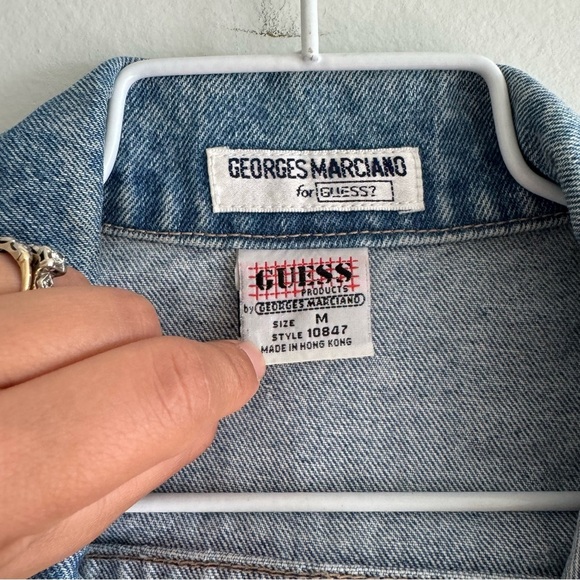 GEORGES MARCIANO
for GUESS?
GUESS
PRODUCTS
by GEORGES MARCIANO
SIZE M
STYLE 10847
MADE IN HONG KONG